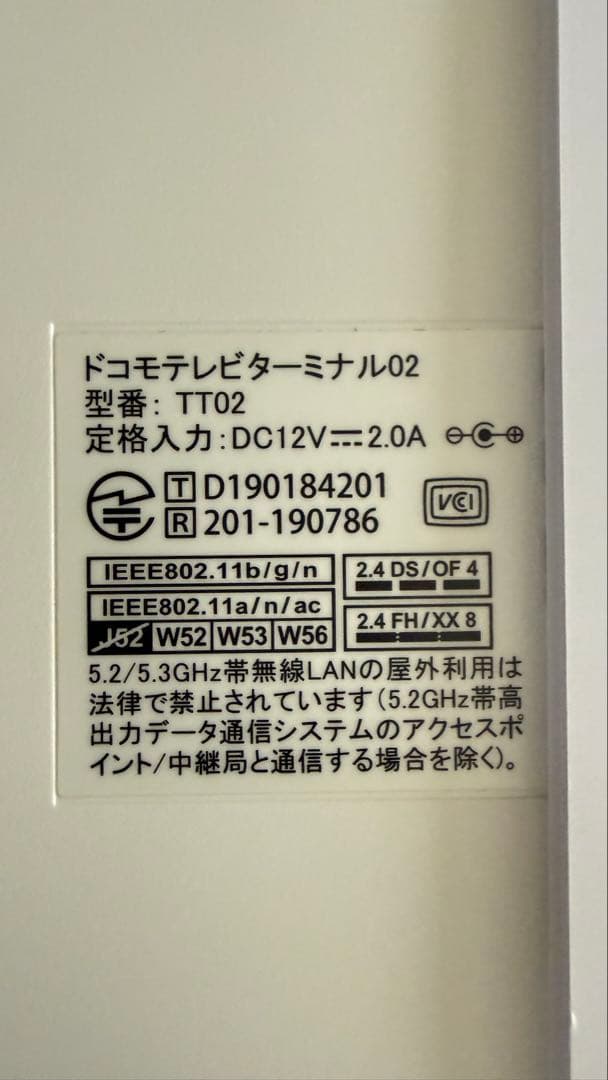 ドコモテレビターミナル02
型番: TT02
定格入力:DC12V⎓2.0A
T D190184201
R 201-190786
VCCI
IEEE802.11b/g/n
2.4 DS/OF 4
IEEE802.11a/n/ac
2.4 FH/XX 8
J52 W52 W53 W56
5.2/5.3GHz帯無線LANの屋外利用は
法律で禁止されています(5.2GHz帯高
出力データ通信システムのアクセスポ
イント/中継局と通信する場合を除く)。